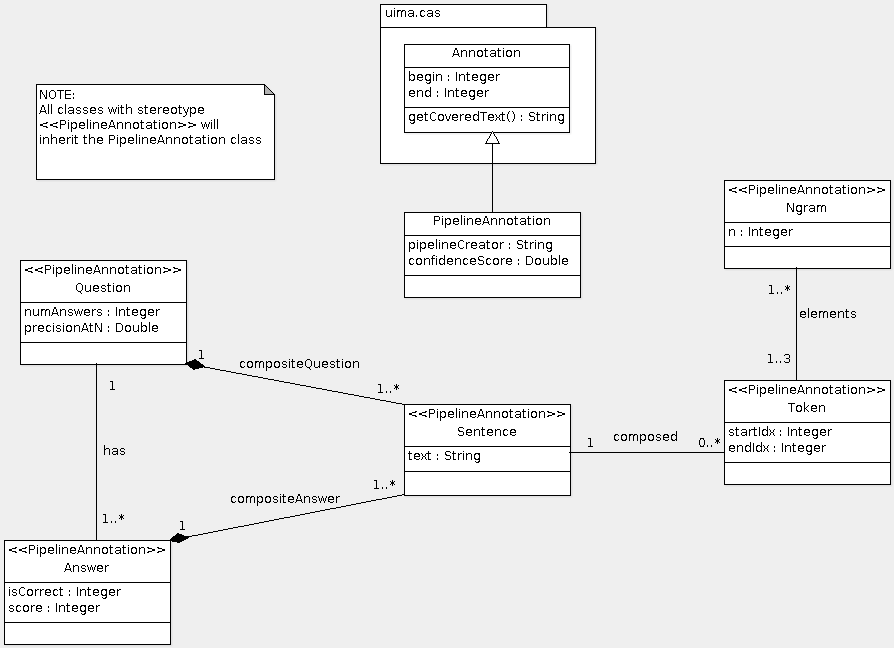 uima.cas
Annotation
begin : Integer
end : Integer
getCoveredText() : String
NOTE:
All classes with stereotype
<<PipelineAnnotation>> will
inherit the PipelineAnnotation class
PipelineAnnotation
pipelineCreator : String
confidenceScore : Double
<<PipelineAnnotation>>
Ngram
n : Integer
1..*
elements
1..3
<<PipelineAnnotation>>
Question
numAnswers : Integer
precisionAtN : Double
1
compositeQuestion
1..*
1
has
1..*
<<PipelineAnnotation>>
Sentence
text : String
1
composed
0..*
<<PipelineAnnotation>>
Token
startIdx : Integer
endIdx : Integer
1..*
compositeAnswer
1
<<PipelineAnnotation>>
Answer
isCorrect : Integer
score : Integer